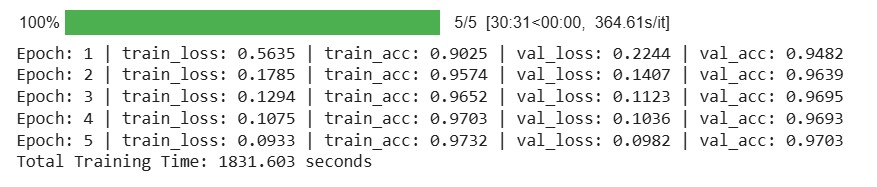 100% 5/5 [30:31<00:00, 364.61s/it]
Epoch: 1 | train_loss: 0.5635 | train_acc: 0.9025 | val_loss: 0.2244 | val_acc: 0.9482
Epoch: 2 | train_loss: 0.1785 | train_acc: 0.9574 | val_loss: 0.1407 | val_acc: 0.9639
Epoch: 3 | train_loss: 0.1294 | train_acc: 0.9652 | val_loss: 0.1123 | val_acc: 0.9695
Epoch: 4 | train_loss: 0.1075 | train_acc: 0.9703 | val_loss: 0.1036 | val_acc: 0.9693
Epoch: 5 | train_loss: 0.0933 | train_acc: 0.9732 | val_loss: 0.0982 | val_acc: 0.9703
Total Training Time: 1831.603 seconds